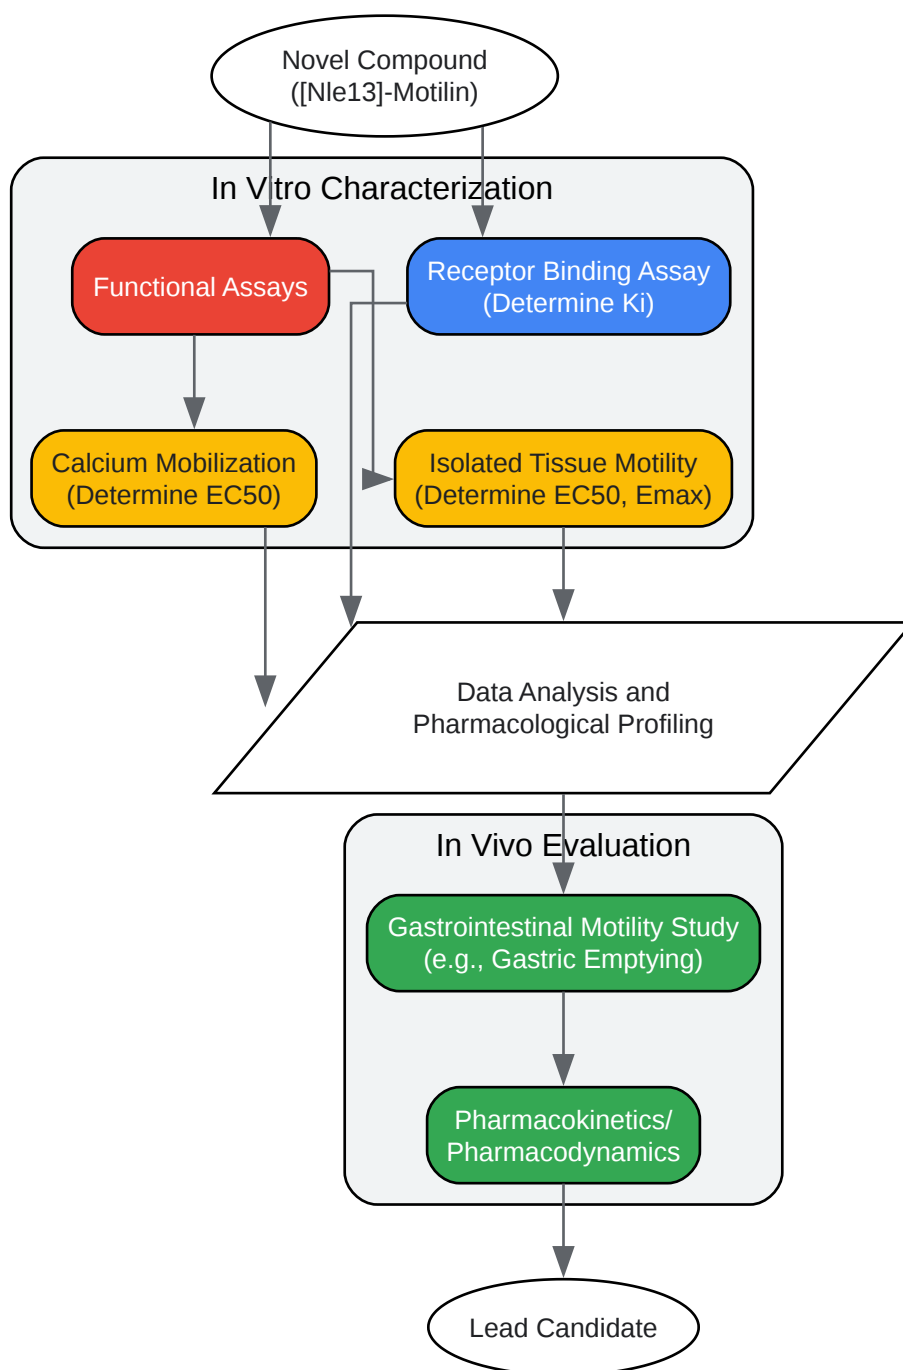 Novel Compound
([Nle13]-Motilin)
In Vitro Characterization
Functional Assays
Receptor Binding Assay
(Determine Ki)
Calcium Mobilization
(Determine EC50)
Isolated Tissue Motility
(Determine EC50, Emax)
Data Analysis and
Pharmacological Profiling
In Vivo Evaluation
Gastrointestinal Motility Study
(e.g., Gastric Emptying)
Pharmacokinetics/
Pharmacodynamics
Lead Candidate